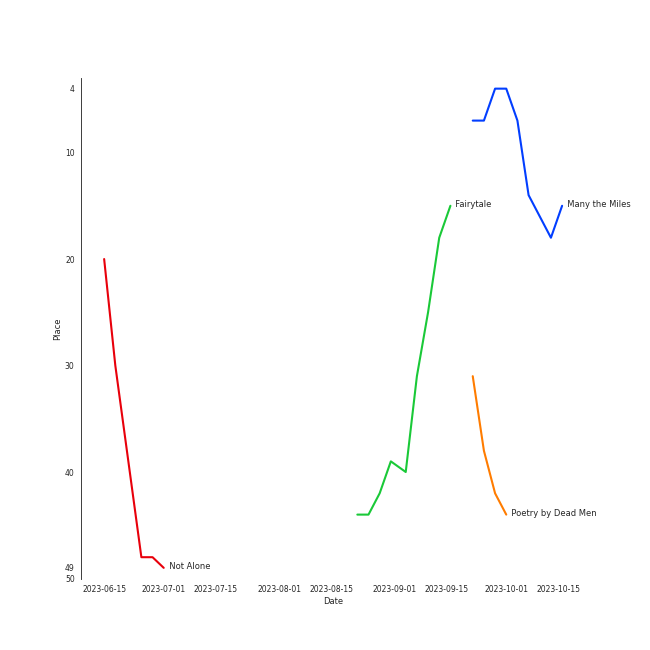 4
10
Fairytale
Many the Miles
20
Place
30
40
Poetry by Dead Men
49
Not Alone
50
2023-06-15
2023-07-01
2023-07-15
2023-08-01
2023-08-15
2023-09-01
2023-09-15
2023-10-01
2023-10-15
Date